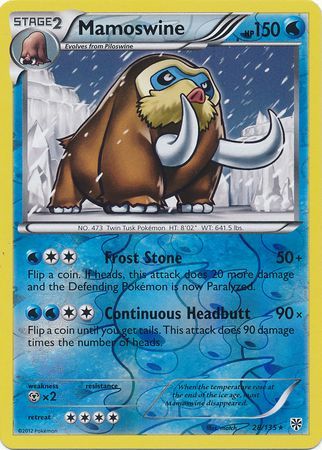 STAGE2
Mamoswine
HP150
Evolves from Piloswine
NO. 473 Twin Tusk Pokémon HT: 8'02" WT: 641.5 lbs.
Frost Stone 50+
Flip a coin. If heads, this attack does 20 more damage
and the Defending Pokémon is now Paralyzed.
Continuous Headbutt 90×
Flip a coin until you get tails. This attack does 90 damage
times the number of heads.
weakness
resistance
×2
retreat
When the temperature rose at
the end of the ice age, most
Mamoswine disappeared.
©2012 Pokémon
28/135